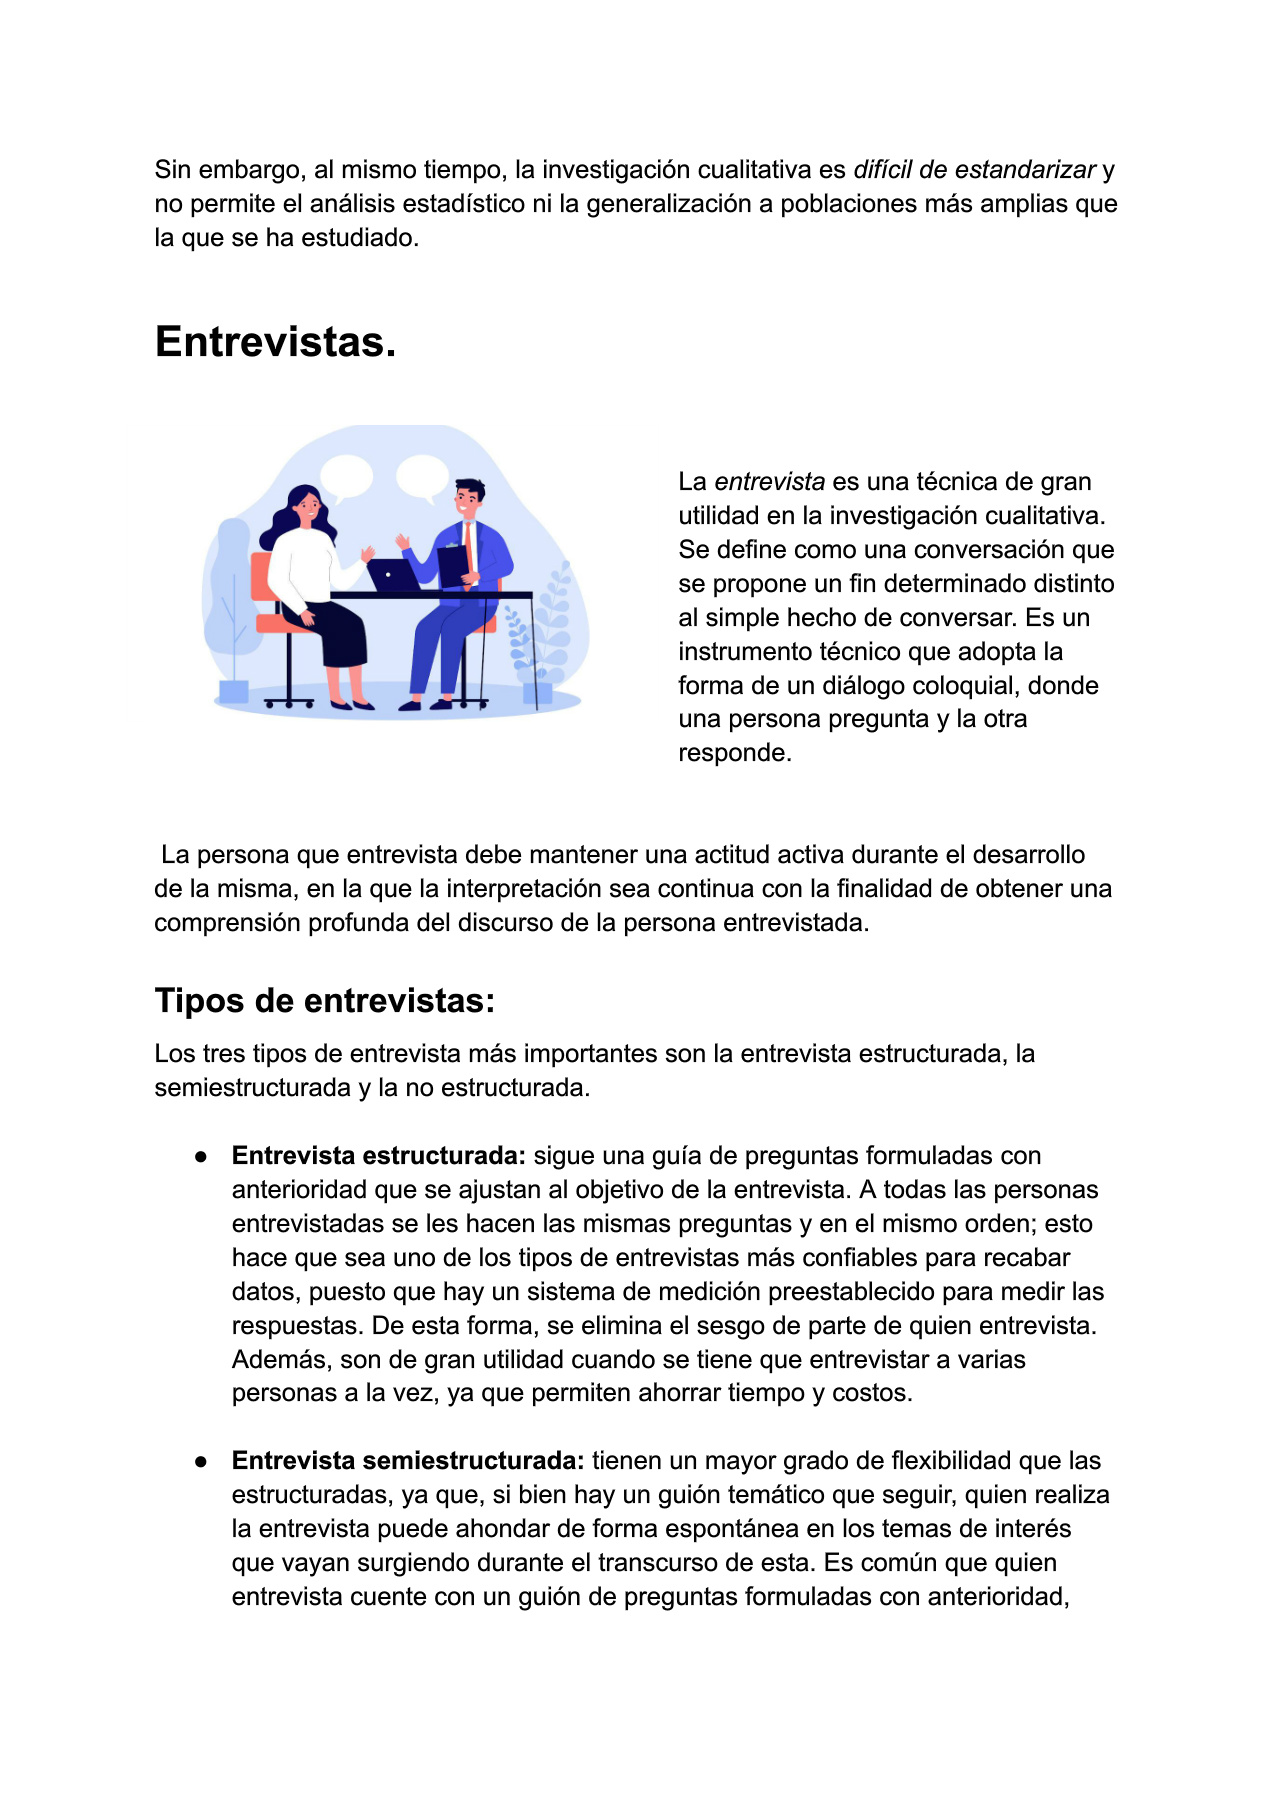 Sin embargo, al mismo tiempo, la investigación cualitativa es difícil de estandarizar y
no permite el análisis estadístico ni la generalización a poblaciones más amplias que
la que se ha estudiado.
Entrevistas.
La entrevista es una técnica de gran
utilidad en la investigación cualitativa.
Se define como una conversación que
se propone un fin determinado distinto
al simple hecho de conversar. Es un
instrumento técnico que adopta la
forma de un diálogo coloquial, donde
una persona pregunta y la otra
responde.
La persona que entrevista debe mantener una actitud activa durante el desarrollo
de la misma, en la que la interpretación sea continua con la finalidad de obtener una
comprensión profunda del discurso de la persona entrevistada.
Tipos de entrevistas:
Los tres tipos de entrevista más importantes son la entrevista estructurada, la
semiestructurada y la no estructurada.
● Entrevista estructurada: sigue una guía de preguntas formuladas con
anterioridad que se ajustan al objetivo de la entrevista. A todas las personas
entrevistadas se les hacen las mismas preguntas y en el mismo orden; esto
hace que sea uno de los tipos de entrevistas más confiables para recabar
datos, puesto que hay un sistema de medición preestablecido para medir las
respuestas. De esta forma, se elimina el sesgo de parte de quien entrevista.
Además, son de gran utilidad cuando se tiene que entrevistar a varias
personas a la vez, ya que permiten ahorrar tiempo y costos.
● Entrevista semiestructurada: tienen un mayor grado de flexibilidad que las
estructuradas, ya que, si bien hay un guión temático que seguir, quien realiza
la entrevista puede ahondar de forma espontánea en los temas de interés
que vayan surgiendo durante el transcurso de esta. Es común que quien
entrevista cuente con un guión de preguntas formuladas con anterioridad,